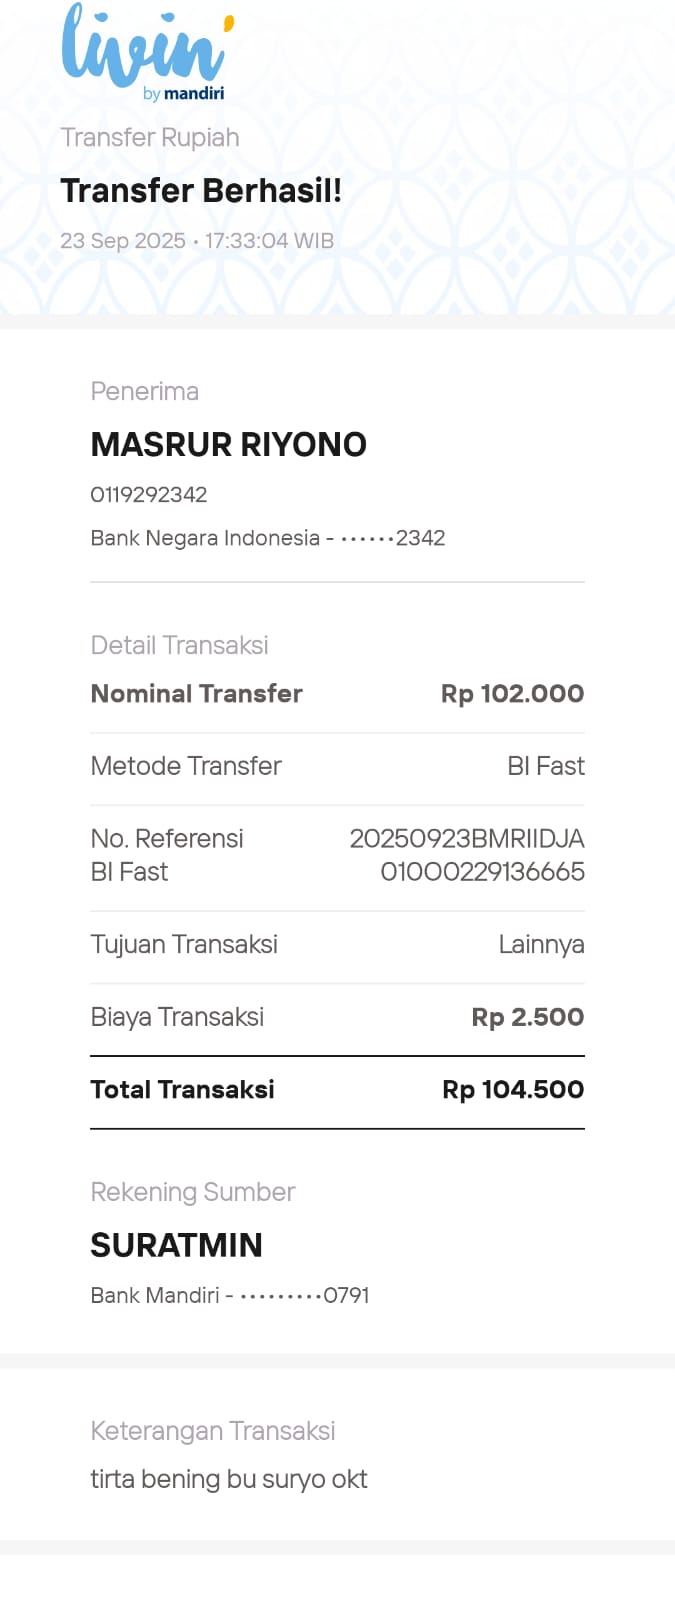 livin'
by mandiri
Transfer Rupiah
Transfer Berhasil!
23 Sep 2025 • 17:33:04 WIB
Penerima
MASRUR RIYONO
0119292342
Bank Negara Indonesia - ••••••2342
Detail Transaksi
Nominal Transfer Rp 102.000
Metode Transfer BI Fast
No. Referensi 20250923BMRIIDJA
BI Fast 010O0229136665
Tujuan Transaksi Lainnya
Biaya Transaksi Rp 2.500
Total Transaksi Rp 104.500
Rekening Sumber
SURATMIN
Bank Mandiri - •••••••••0791
Keterangan Transaksi
tirta bening bu suryo okt